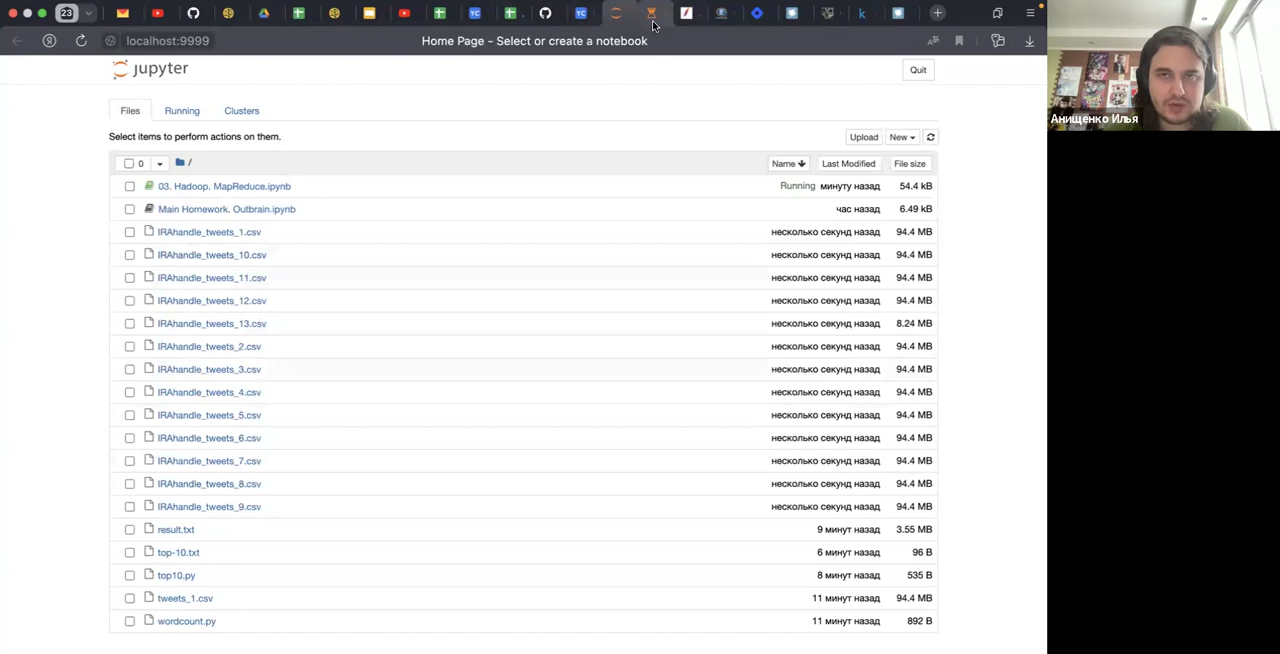 23
YC
YC
k
Я
localhost:9999
Home Page - Select or create a notebook
jupyter
Quit
Files Running Clusters
Select items to perform actions on them.
Upload New
0 / Name Last Modified File size
03. Hadoop. MapReduce.ipynb Running минуту назад 54.4 kB
Main Homework. Outbrain.ipynb час назад 6.49 kB
IRAhandle_tweets_1.csv несколько секунд назад 94.4 MB
IRAhandle_tweets_10.csv несколько секунд назад 94.4 MB
IRAhandle_tweets_11.csv несколько секунд назад 94.4 MB
IRAhandle_tweets_12.csv несколько секунд назад 94.4 MB
IRAhandle_tweets_13.csv несколько секунд назад 8.24 MB
IRAhandle_tweets_2.csv несколько секунд назад 94.4 MB
IRAhandle_tweets_3.csv несколько секунд назад 94.4 MB
IRAhandle_tweets_4.csv несколько секунд назад 94.4 MB
IRAhandle_tweets_5.csv несколько секунд назад 94.4 MB
IRAhandle_tweets_6.csv несколько секунд назад 94.4 MB
IRAhandle_tweets_7.csv несколько секунд назад 94.4 MB
IRAhandle_tweets_8.csv несколько секунд назад 94.4 MB
IRAhandle_tweets_9.csv несколько секунд назад 94.4 MB
result.txt 9 минут назад 3.55 MB
top-10.txt 6 минут назад 96 B
top10.py 8 минут назад 535 B
tweets_1.csv 11 минут назад 94.4 MB
wordcount.py 11 минут назад 892 B
Анищенко Илья